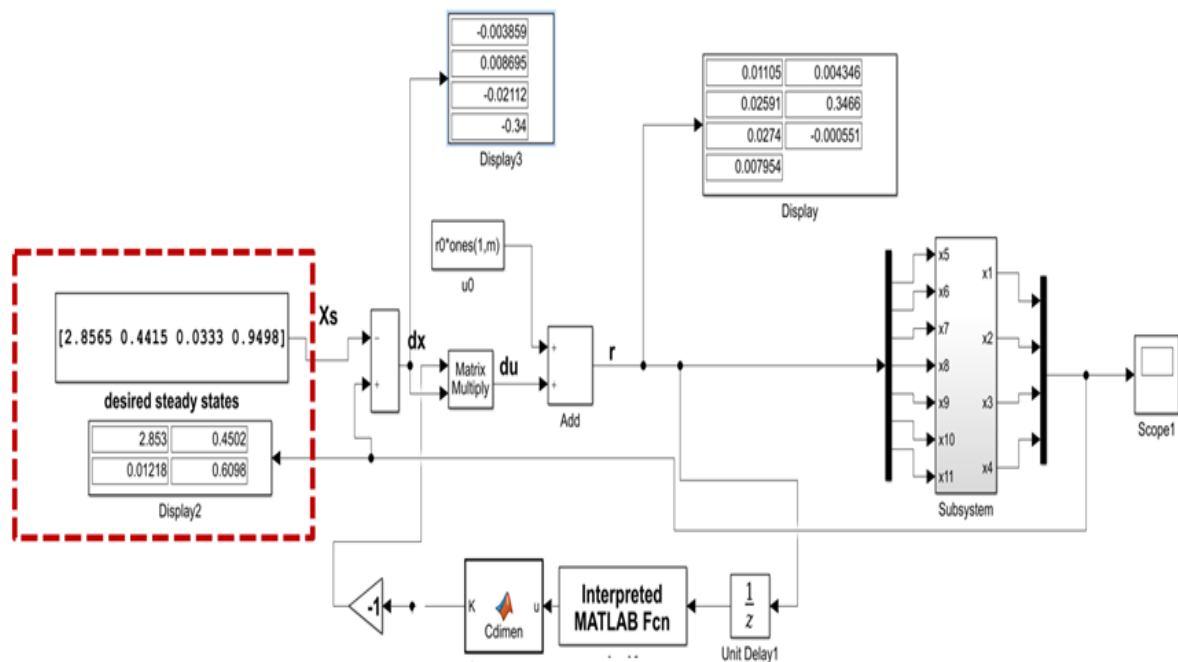 -0.003859
0.008695
-0.02112
-0.34
Display3
0.01105 0.004346
0.02591 0.3466
0.0274 -0.000551
0.007954
Display
r0*ones(1,m)
u0
[2.8565 0.4415 0.0333 0.9498]
desired steady states
Xs
−
+
dx
Matrix
Multiply
du
+
+
Add
r
x5
x6
x7
x8
x9
x10
x11
x1
x2
x3
x4
Subsystem
Scope1
2.853 0.4502
0.01218 0.6098
Display2
-1
K u
Cdimen
Interpreted
MATLAB Fcn
1
z
Unit Delay1